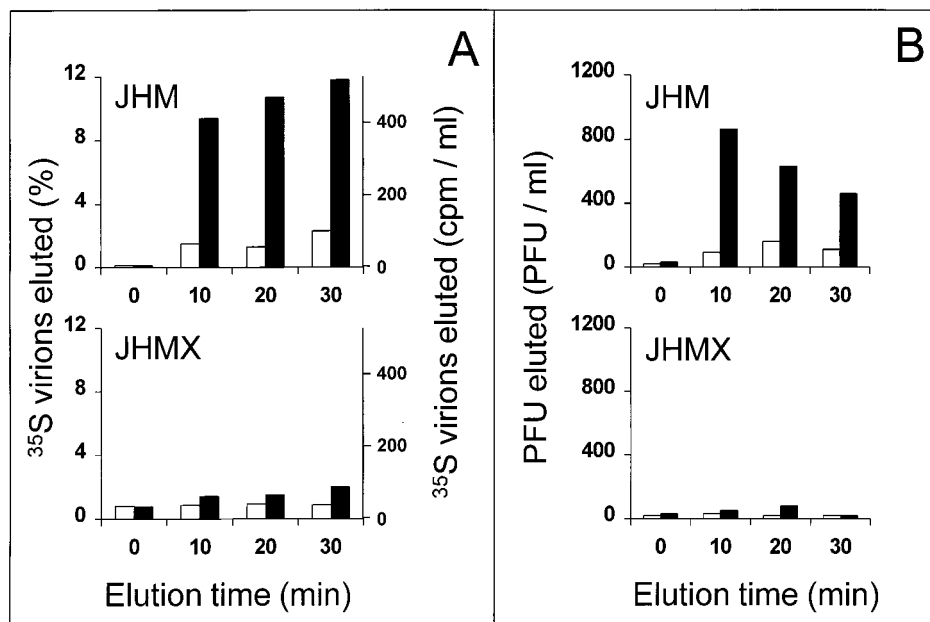 A
³⁵S virions eluted (%)
JHM
12
8
4
0
400
200
0
0 10 20 30
JHMX
12
8
4
0
400
200
0
0 10 20 30
³⁵S virions eluted (cpm / ml)
Elution time (min)
B
PFU eluted (PFU / ml)
JHM
1200
800
400
0
0 10 20 30
JHMX
1200
800
400
0
0 10 20 30
Elution time (min)